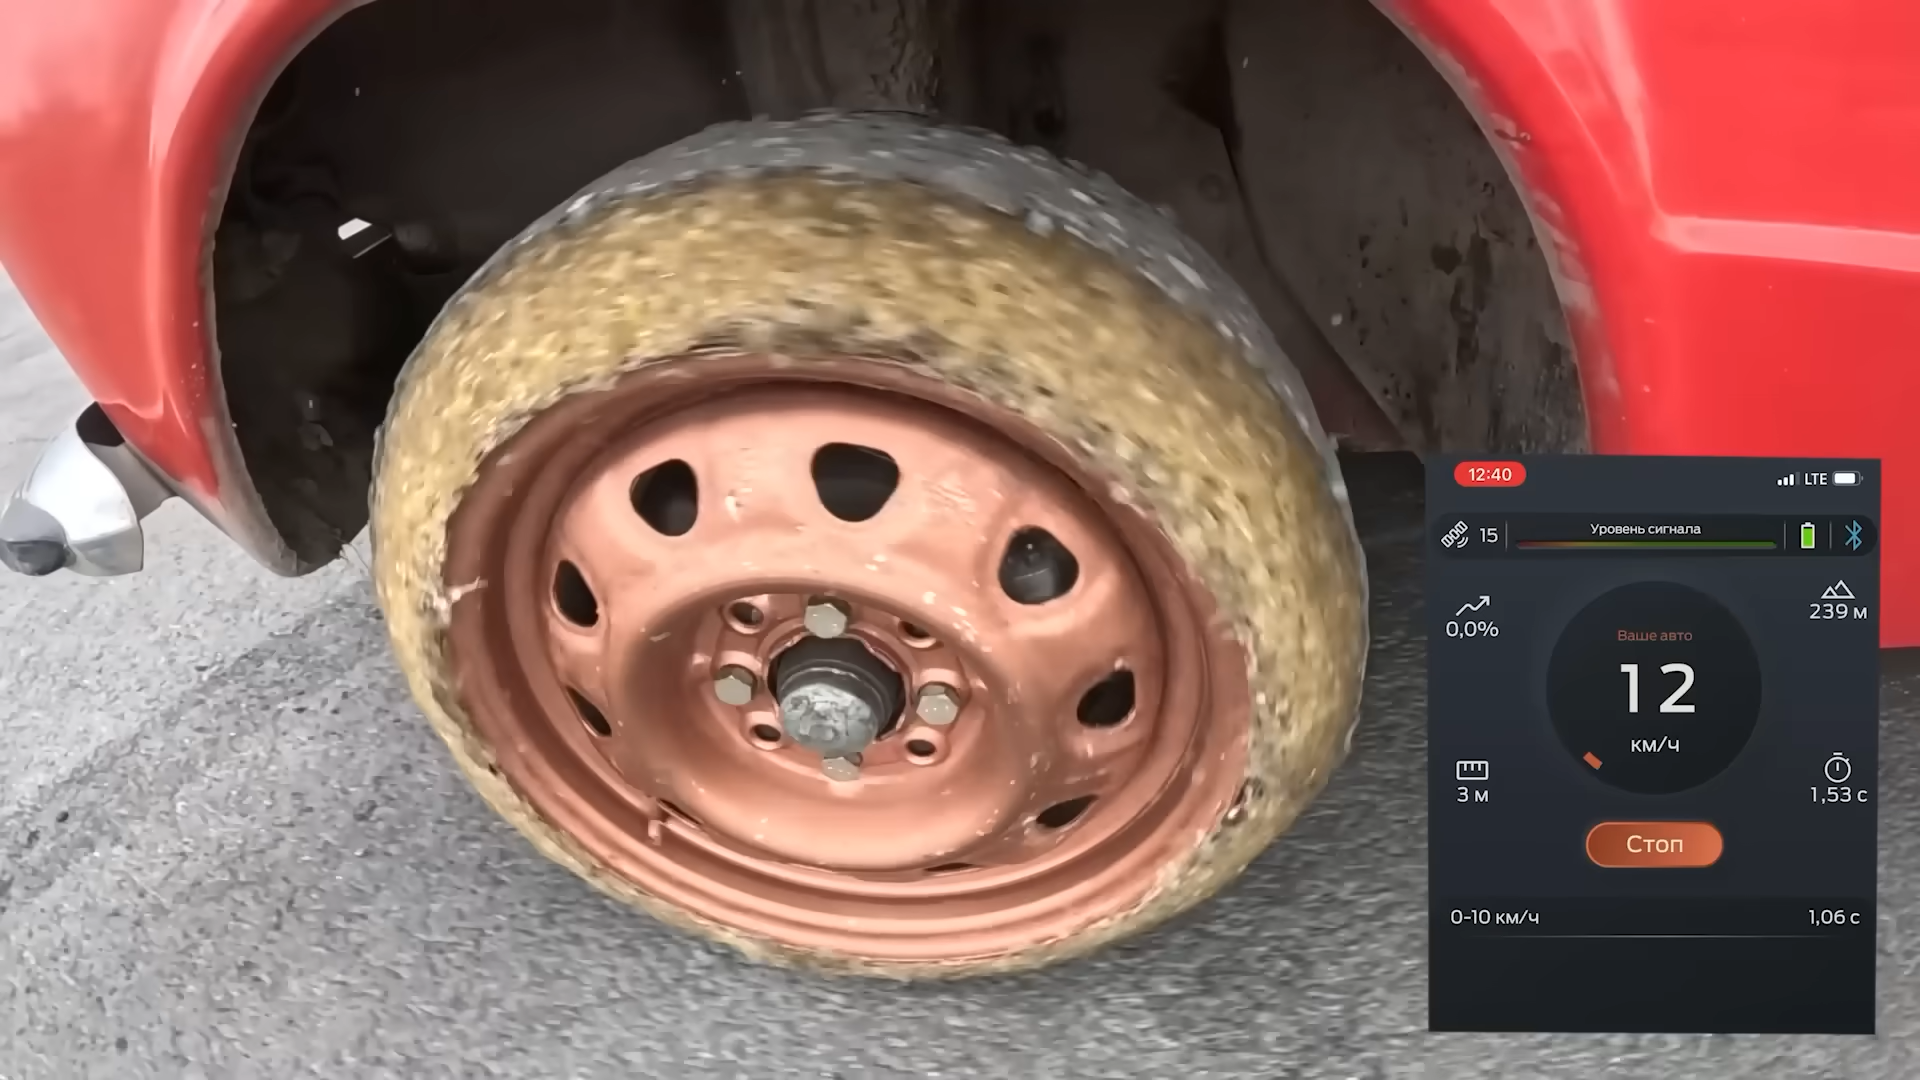 12:40
LTE
15
Уровень сигнала
0,0%
239 м
Ваше авто
12
км/ч
3 м
1,53 с
Стоп
0-10 км/ч
1,06 с